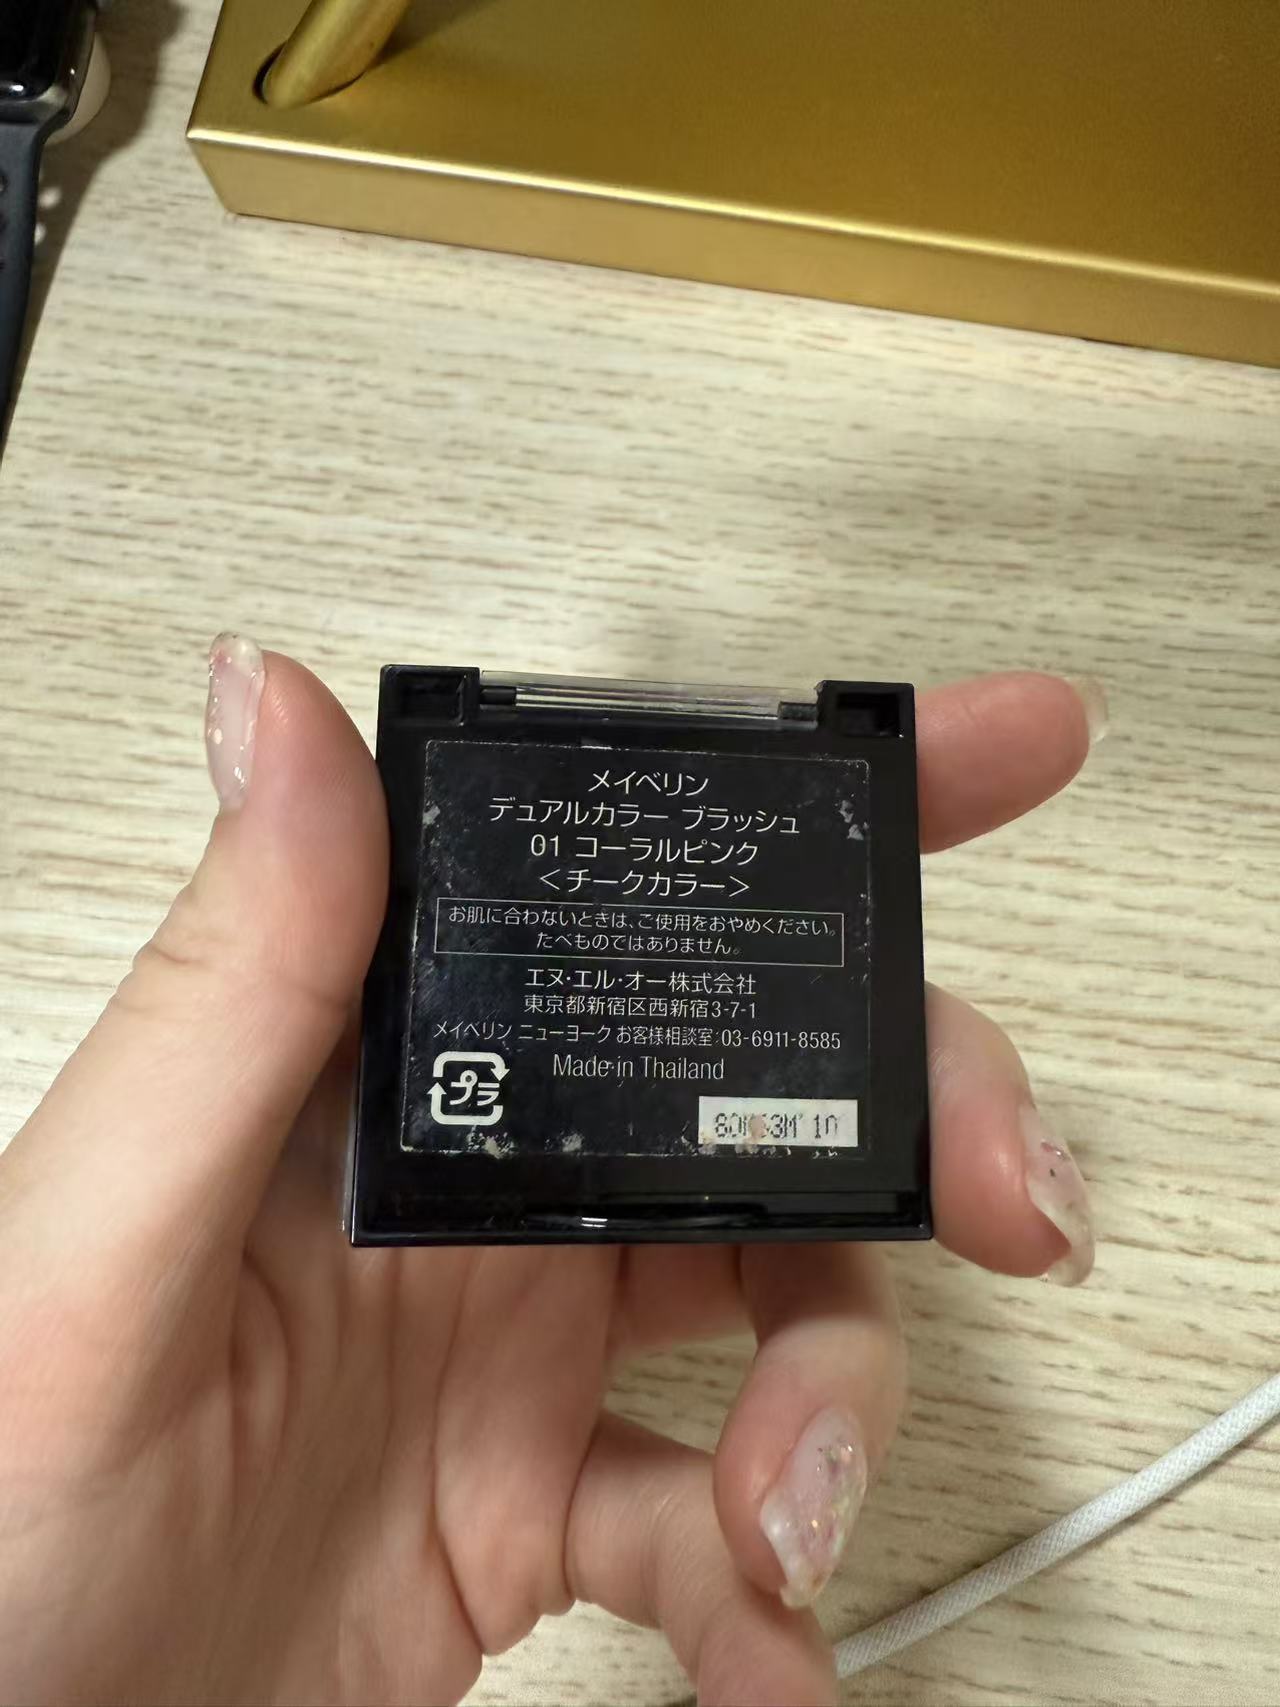 メイベリン
デュアルカラー ブラッシュ
01 コーラルピンク
＜チークカラー＞
お肌に合わないときは、ご使用をおやめください。
たべものではありません。
エヌ・エル・オー株式会社
東京都新宿区西新宿3-7-1
メイベリン ニューヨーク お客様相談室：03-6911-8585
Made in Thailand
プラ